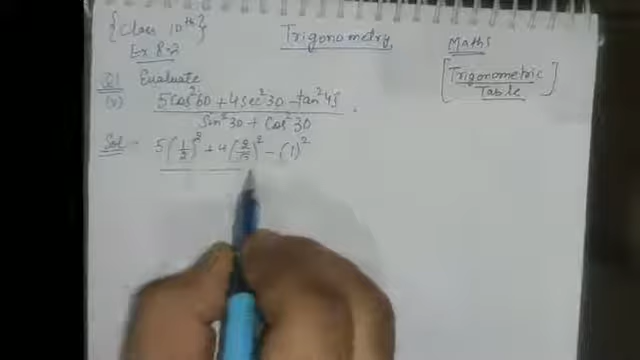 {Class 10th}
Ex 8.2
Trigonometry
Maths
[Trigonometric Table]
Q1 Evaluate
(v) 5cos²60 + 4sec²30 - tan²45
sin²30 + cos²30
Sol - 5(1/2)² + 4(2/√3)² - (1)²